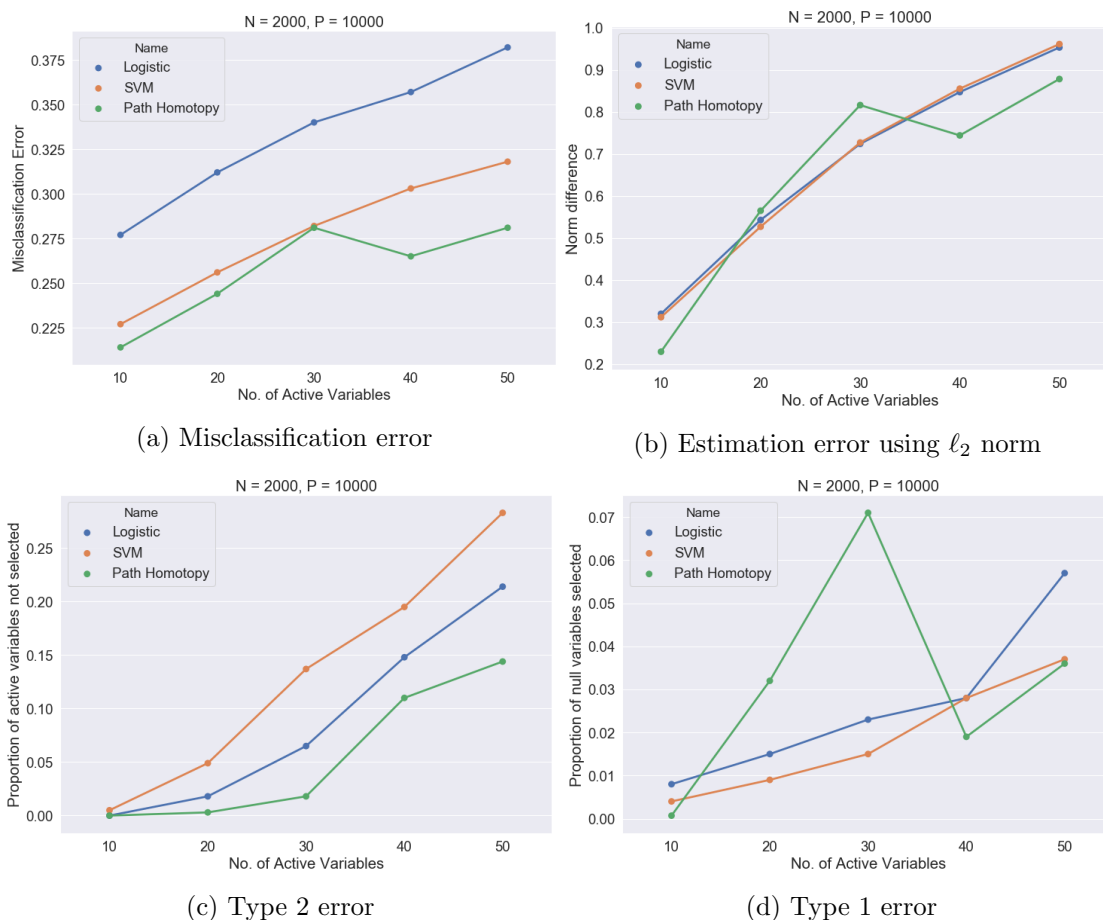 N = 2000, P = 10000
Name
Logistic
SVM
Path Homotopy
Misclassification Error
0.375
0.350
0.325
0.300
0.275
0.250
0.225
10 20 30 40 50
No. of Active Variables
(a) Misclassification error
N = 2000, P = 10000
Name
Logistic
SVM
Path Homotopy
Norm difference
1.0
0.9
0.8
0.7
0.6
0.5
0.4
0.3
0.2
10 20 30 40 50
No. of Active Variables
(b) Estimation error using ℓ₂ norm
N = 2000, P = 10000
Name
Logistic
SVM
Path Homotopy
Proportion of active variables not selected
0.25
0.20
0.15
0.10
0.05
0.00
10 20 30 40 50
No. of Active Variables
(c) Type 2 error
N = 2000, P = 10000
Name
Logistic
SVM
Path Homotopy
Proportion of null variables selected
0.07
0.06
0.05
0.04
0.03
0.02
0.01
0.00
10 20 30 40 50
No. of Active Variables
(d) Type 1 error